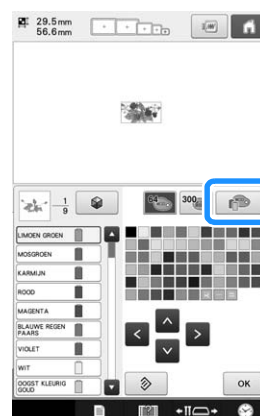 29.5mm
56.6mm
1
9
64
300
LIMOEN GROEN
MOSGROEN
KARMIJN
ROOD
MAGENTA
BLAUWE REGEN
PAARS
VIOLET
WIT
OOGST KLEURIG
GOUD
OK